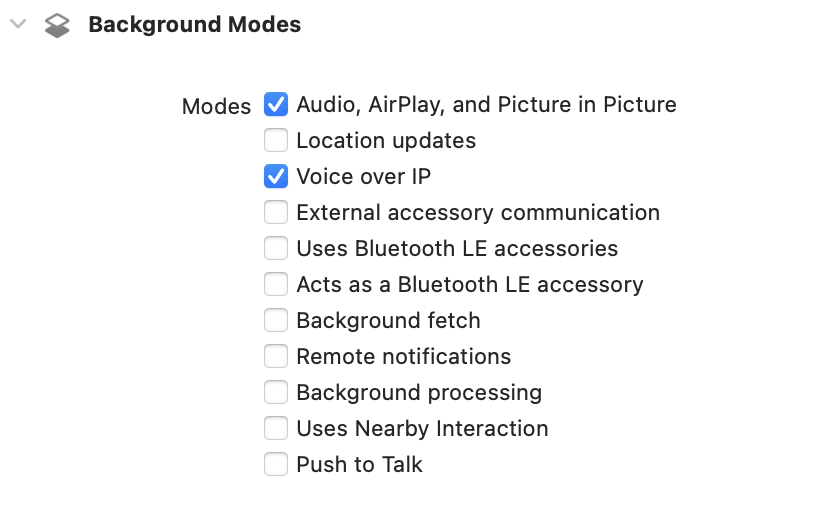 Background Modes
Modes Audio, AirPlay, and Picture in Picture
Location updates
Voice over IP
External accessory communication
Uses Bluetooth LE accessories
Acts as a Bluetooth LE accessory
Background fetch
Remote notifications
Background processing
Uses Nearby Interaction
Push to Talk